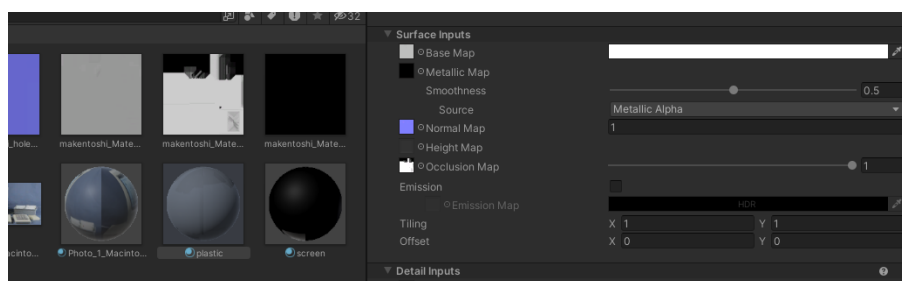 32
Surface Inputs
Base Map
Metallic Map
Smoothness 0.5
Source Metallic Alpha
_hole... makentoshi_Mate... makentoshi_Mate... makentoshi_Mate...
Normal Map 1
Height Map
Occlusion Map 1
Emission
Emission Map HDR
Tiling X 1 Y 1
acinto... Photo_1_Macinto... plastic screen
Offset X 0 Y 0
Detail Inputs